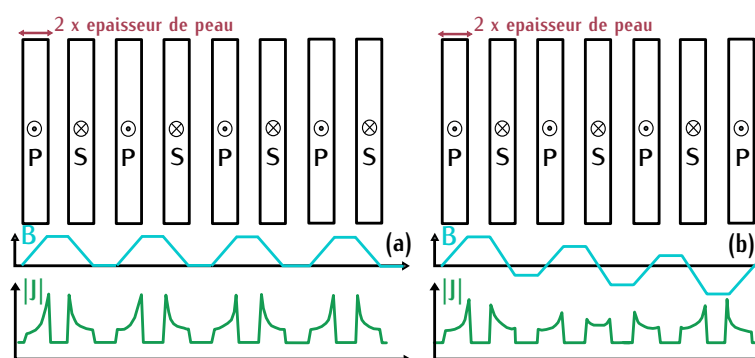 2 x epaisseur de peau
P S P S P S P S
B
(a)
|J|
2 x epaisseur de peau
P S P S P S P
B
(b)
|J|